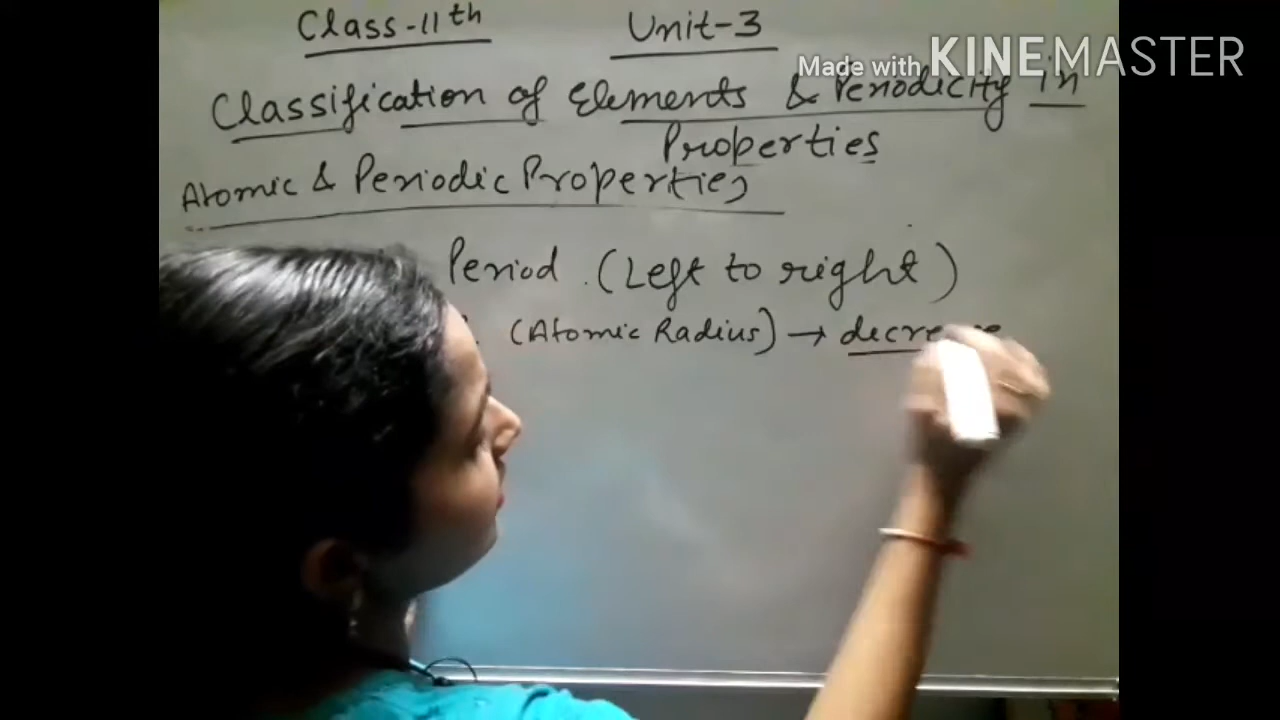 Class-11th Unit-3
Made with KINEMASTER
Classification of Elements & Periodicity in
Properties
Atomic & Periodic Properties
Period (Left to right)
(Atomic Radius) →